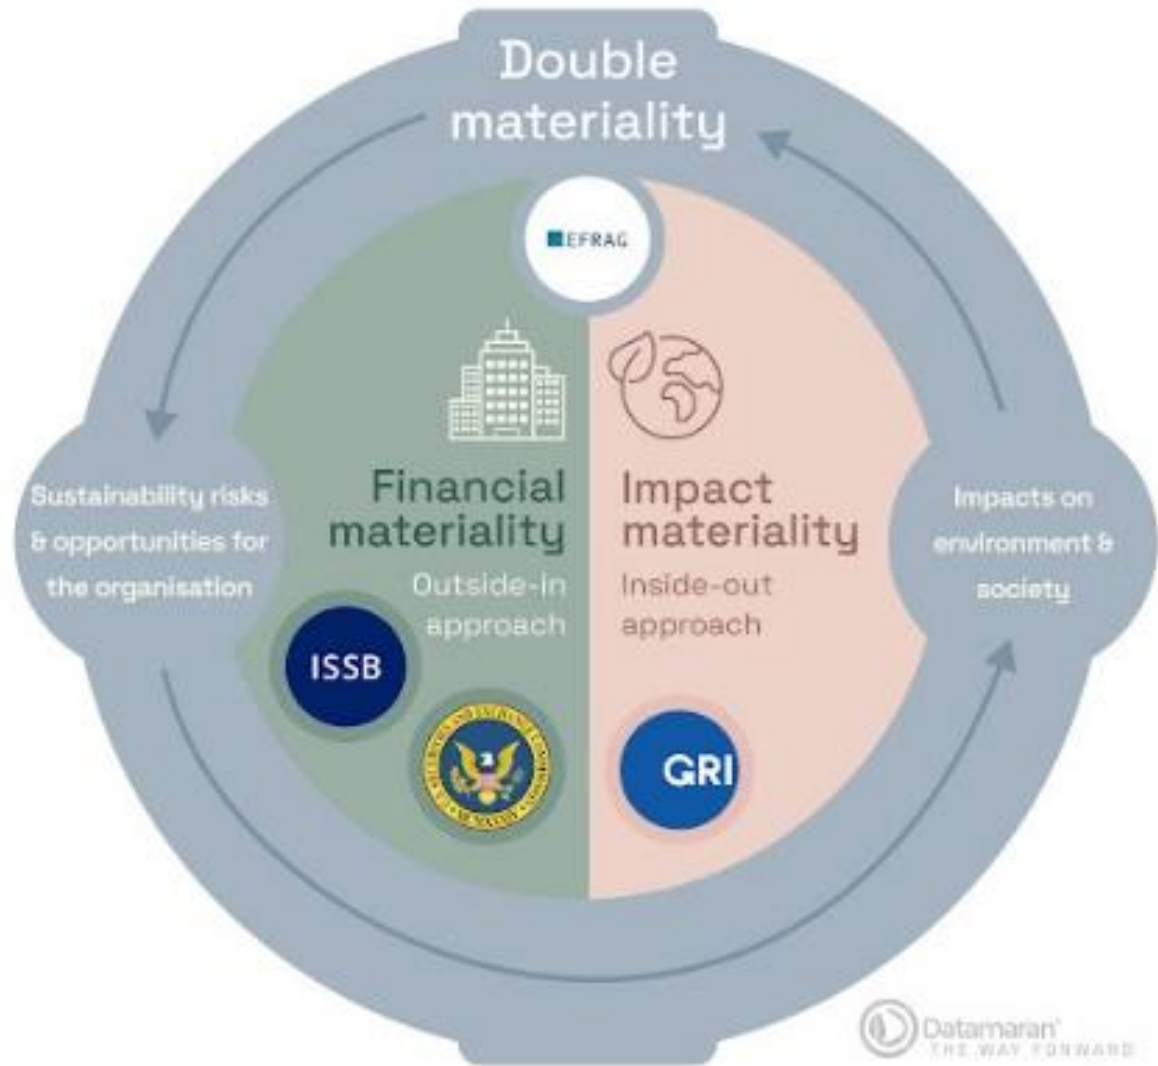 Double
materiality
EFRAG
Financial
materiality
Outside-in
approach
Impact
materiality
Inside-out
approach
Sustainability risks
& opportunities for
the organisation
Impacts on
environment &
society
ISSB
GRI
Datamaran
THE WAY FORWARD